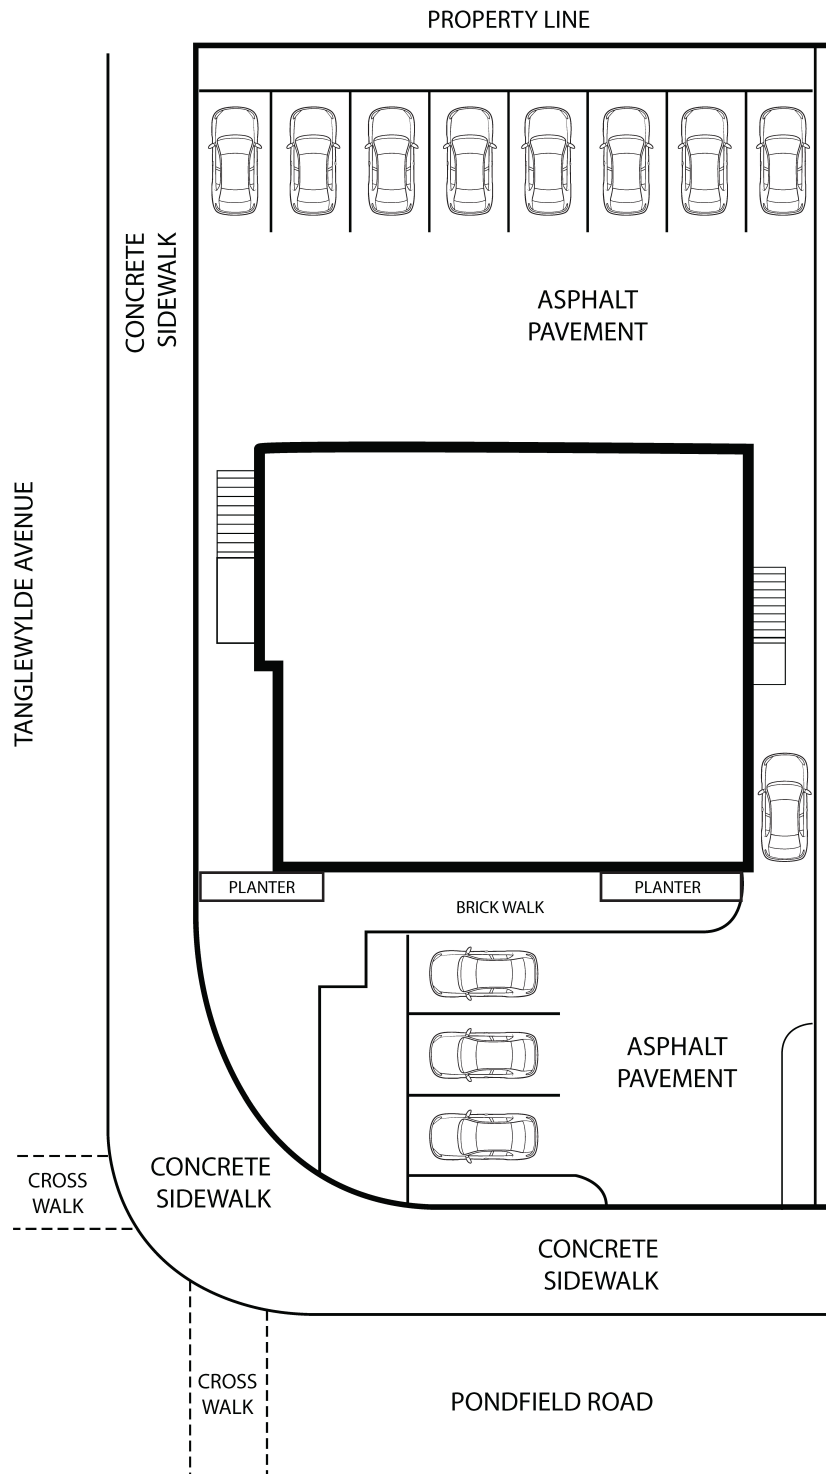 PROPERTY LINE
CONCRETE
SIDEWALK
ASPHALT
PAVEMENT
TANGLEWYLDE AVENUE
PLANTER
PLANTER
BRICK WALK
ASPHALT
PAVEMENT
CONCRETE
SIDEWALK
CROSS
WALK
CONCRETE
SIDEWALK
CROSS
WALK
PONDFIELD ROAD